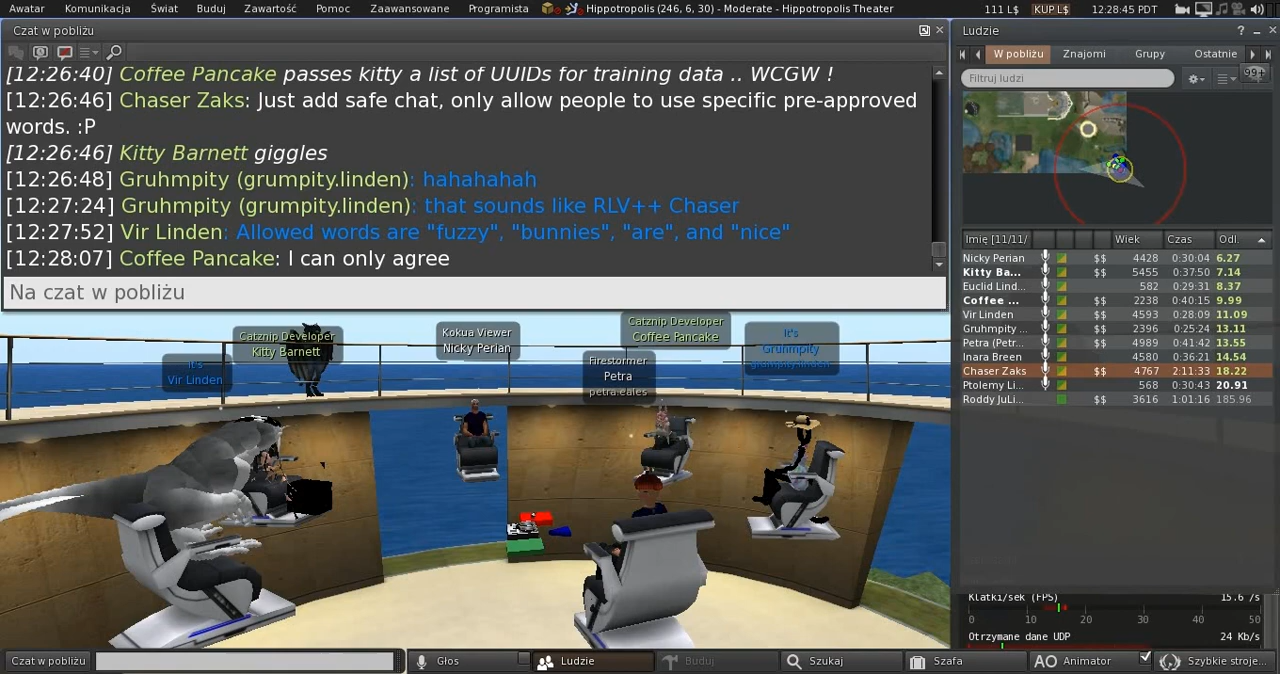 Awatar Komunikacja Świat Buduj Zawartość Pomoc Zaawansowane Programista Hippotropolis (246, 6, 30) - Moderate - Hippotropolis Theater 111 L$ KUP L$ 12:28:45 PDT
Czat w pobliżu
[12:26:40] Coffee Pancake passes kitty a list of UUIDs for training data .. WCGW !
[12:26:46] Chaser Zaks: Just add safe chat, only allow people to use specific pre-approved
words. :P
[12:26:46] Kitty Barnett giggles
[12:26:48] Gruhmpity (grumpity.linden): hahahahah
[12:27:24] Gruhmpity (grumpity.linden): that sounds like RLV++ Chaser
[12:27:52] Vir Linden: Allowed words are "fuzzy", "bunnies", "are", and "nice"
[12:28:07] Coffee Pancake: I can only agree
Na czat w pobliżu
It's
Vir Linden
Catznip Developer
Kitty Barnett
Kokua Viewer
Nicky Perian
Firestormer
Petra
petra.eales
Catznip Developer
Coffee Pancake
It's
Gruhmpity
grumpity.linden
Ludzie
W pobliżu Znajomi Grupy Ostatnie
Filtruj ludzi
99+
Imię [11/11/ Wiek Czas Odl.
Nicky Perian $$ 4428 0:30:04 6.27
Kitty Ba... $$ 5455 0:37:50 7.14
Euclid Lind... 582 0:29:31 8.37
Coffee ... $$ 2238 0:40:15 9.99
Vir Linden $$ 4593 0:28:09 11.09
Gruhmpity ... $$ 2396 0:25:24 13.11
Petra (Petr... $$ 4989 0:41:42 13.55
Inara Breen 4580 0:36:21 14.54
Chaser Zaks $$ 4767 2:11:33 18.22
Ptolemy Li... 568 0:30:43 20.91
Roddy JuLi... $$ 3616 1:01:16 185.96
Klatki/sek (FPS) 15.6 /s
0 10 20 30 40 50
Otrzymane dane UDP 24 Kb/s
Czat w pobliżu Głos Ludzie Buduj Szukaj Szafa AO Animator Szybkie stroje...